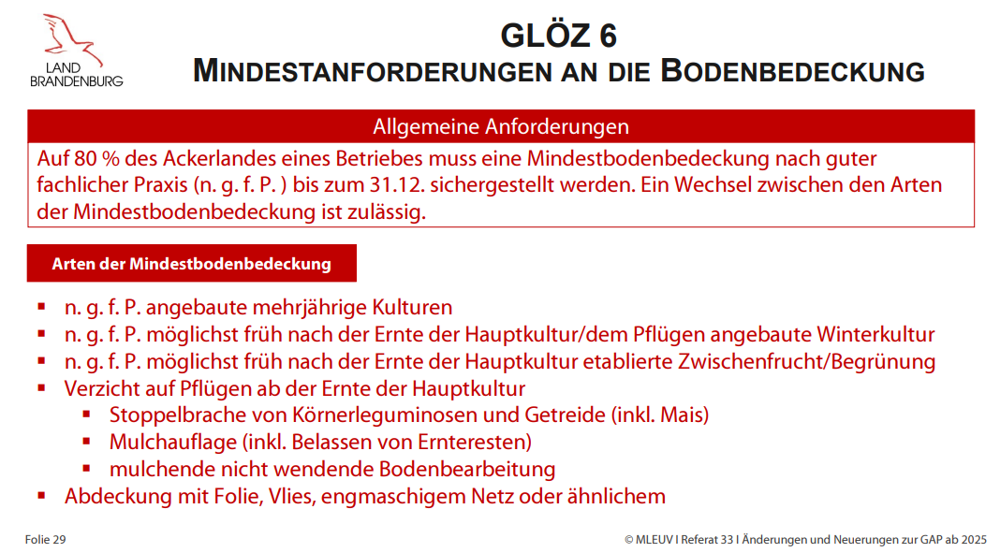 LAND
BRANDENBURG
GLÖZ 6
MINDESTANFORDERUNGEN AN DIE BODENBEDECKUNG
Allgemeine Anforderungen
Auf 80 % des Ackerlandes eines Betriebes muss eine Mindestbodenbedeckung nach guter
fachlicher Praxis (n. g. f. P. ) bis zum 31.12. sichergestellt werden. Ein Wechsel zwischen den Arten
der Mindestbodenbedeckung ist zulässig.
Arten der Mindestbodenbedeckung
▪ n. g. f. P. angebaute mehrjährige Kulturen
▪ n. g. f. P. möglichst früh nach der Ernte der Hauptkultur/dem Pflügen angebaute Winterkultur
▪ n. g. f. P. möglichst früh nach der Ernte der Hauptkultur etablierte Zwischenfrucht/Begrünung
▪ Verzicht auf Pflügen ab der Ernte der Hauptkultur
▪ Stoppelbrache von Körnerleguminosen und Getreide (inkl. Mais)
▪ Mulchauflage (inkl. Belassen von Ernteresten)
▪ mulchende nicht wendende Bodenbearbeitung
▪ Abdeckung mit Folie, Vlies, engmaschigem Netz oder ähnlichem
Folie 29
© MLEUV I Referat 33 I Änderungen und Neuerungen zur GAP ab 2025